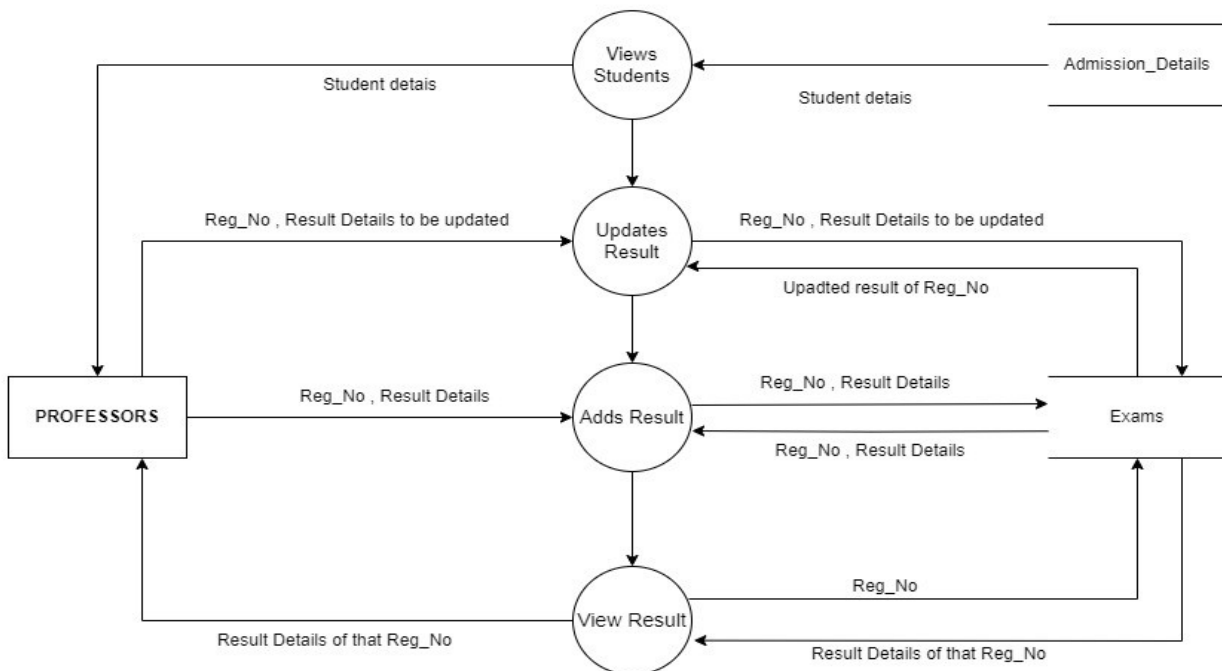 Views
Students
Admission_Details
Student detais
Student detais
Reg_No , Result Details to be updated
Updates
Result
Reg_No , Result Details to be updated
Upadted result of Reg_No
PROFESSORS
Reg_No , Result Details
Adds Result
Reg_No , Result Details
Reg_No , Result Details
Exams
View Result
Reg_No
Result Details of that Reg_No
Result Details of that Reg_No